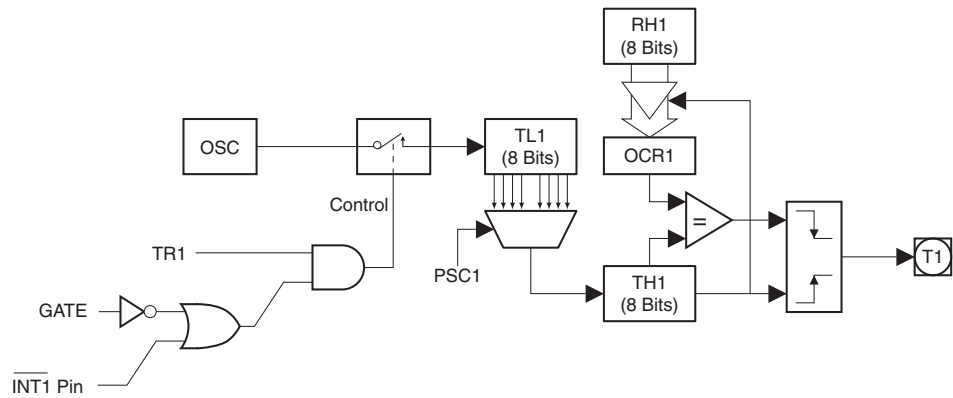 RH1
(8 Bits)
OSC
TL1
(8 Bits)
OCR1
Control
=
TR1
PSC1
T1
TH1
(8 Bits)
GATE
INT1 Pin